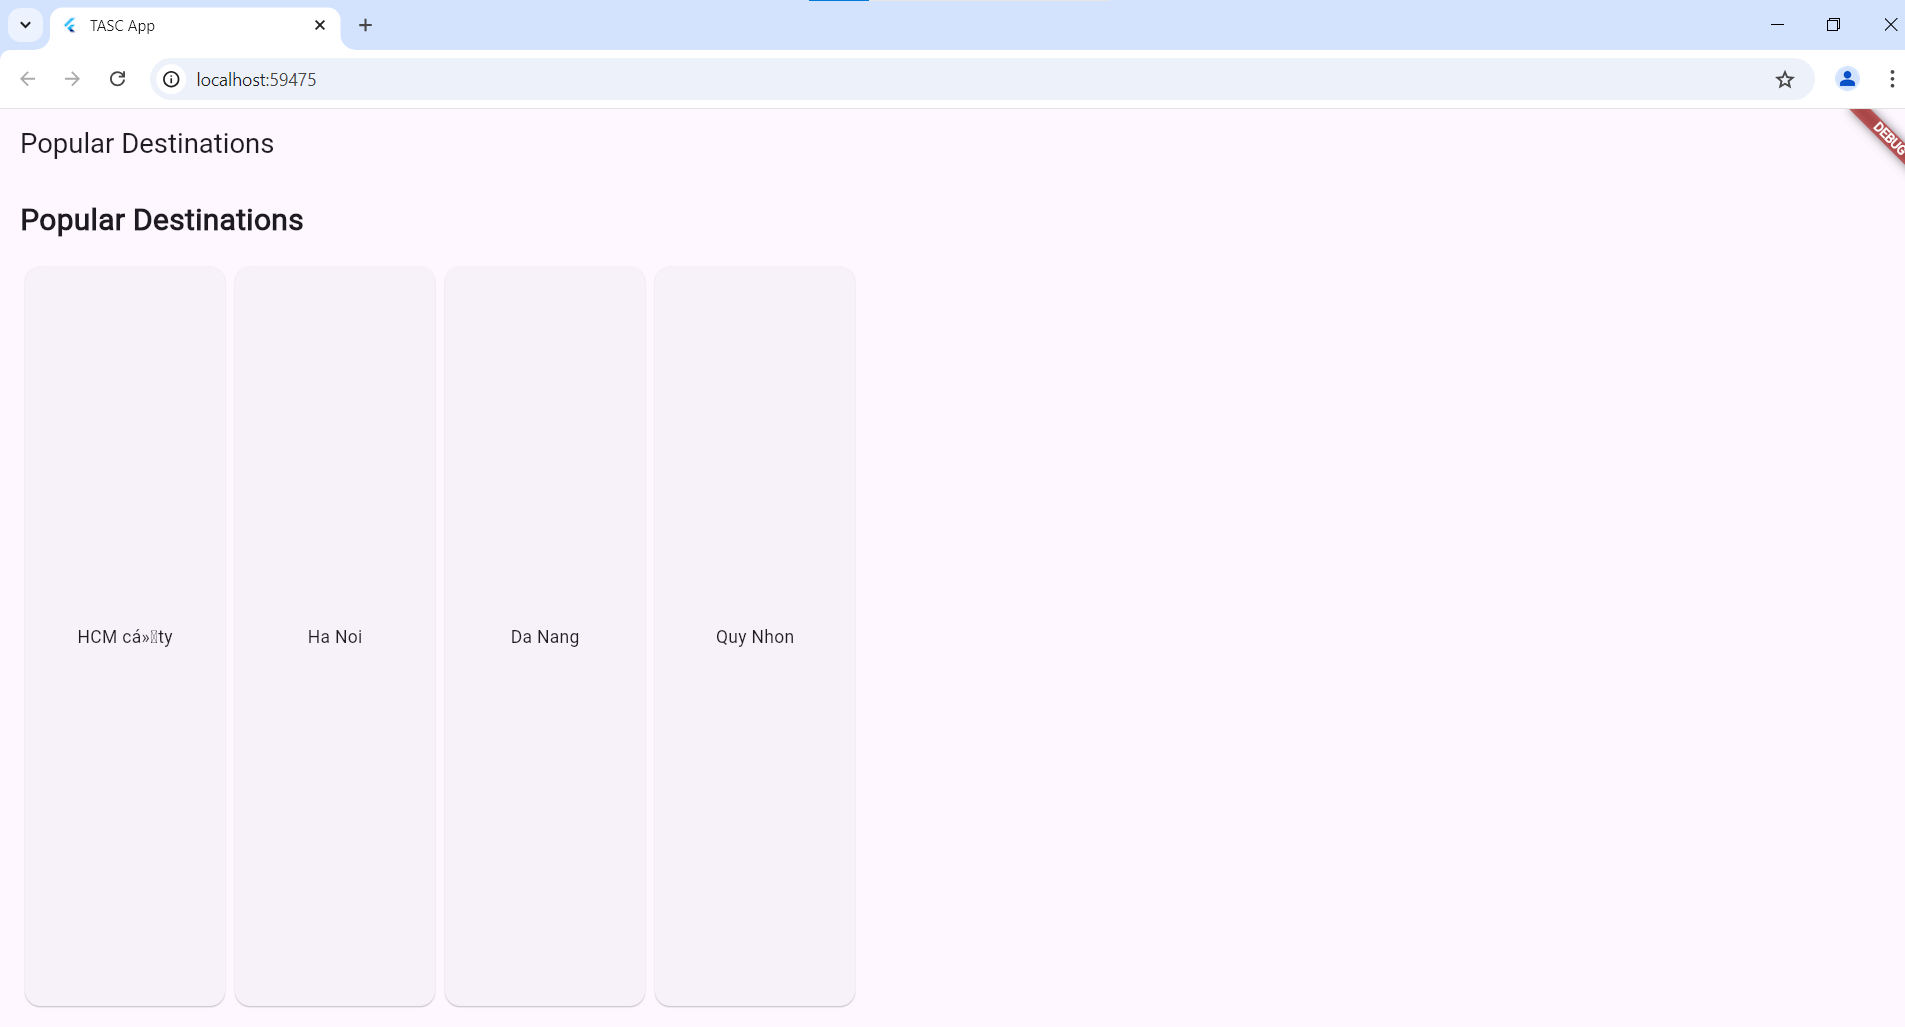 TASC App
localhost:59475
DEBUG
Popular Destinations
Popular Destinations
HCM cá»ty
Ha Noi
Da Nang
Quy Nhon